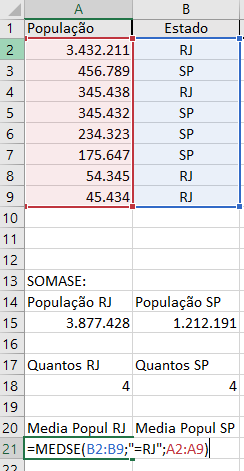 A B
1 População Estado
2 3.432.211 RJ
3 456.789 SP
4 345.438 RJ
5 345.432 SP
6 234.323 SP
7 175.647 SP
8 54.345 RJ
9 45.434 RJ
10
11
12
13 SOMASE:
14 População RJ População SP
15 3.877.428 1.212.191
16
17 Quantos RJ Quantos SP
18 4 4
19
20 Media Popul RJ Media Popul SP
21 =MEDSE(B2:B9;"=RJ";A2:A9)